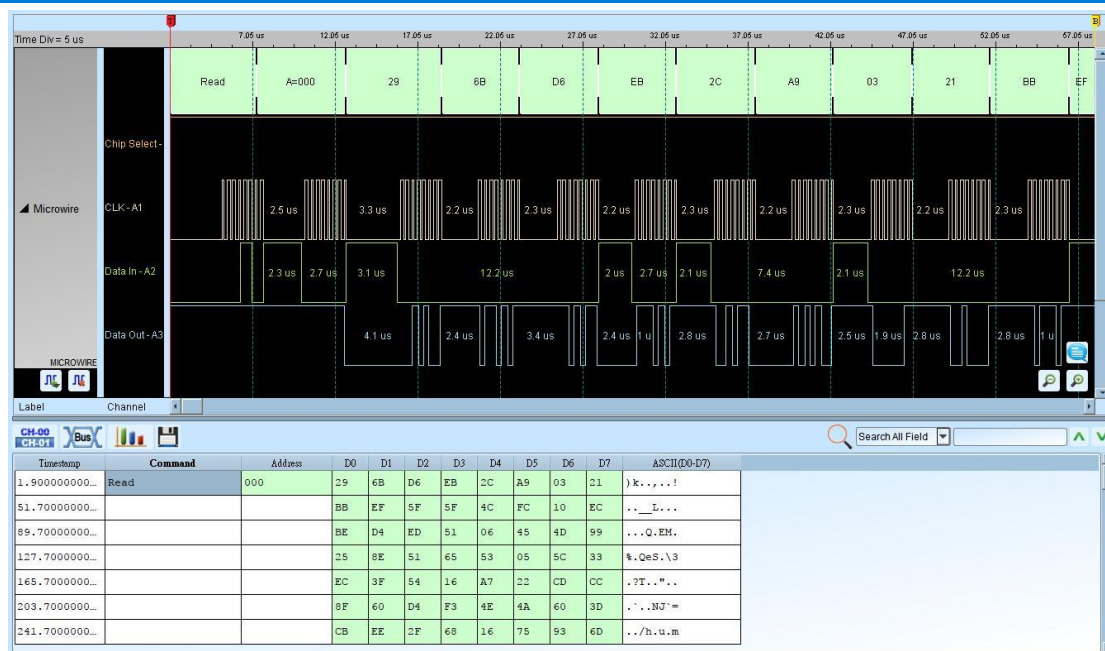 Time Div = 5 us
T
7.05 us 12.05 us 17.05 us 22.05 us 27.05 us 32.05 us 37.05 us 42.05 us 47.05 us 52.05 us 57.05 us
B
Read A=000 29 6B D6 EB 2C A9 03 21 BB EF
Chip Select -
Microwire
CLK - A1
2.5 us 3.3 us 2.2 us 2.3 us 2.2 us 2.3 us 2.2 us 2.3 us 2.2 us 2.3 us
Data In - A2
2.3 us 2.7 us 3.1 us 12.2 us 2 us 2.7 us 2.1 us 7.4 us 2.1 us 12.2 us
Data Out - A3
4.1 us 2.4 us 3.4 us 2.4 us 1 u 2.8 us 2.7 us 2.5 us 1.9 us 2.8 us 2.8 us 1 u
MICROWIRE
Label Channel
CH-00
CH-01
Bus
Search All Field
Timestamp Command Address D0 D1 D2 D3 D4 D5 D6 D7 ASCII(D0-D7)
1.900000000... Read 000 29 6B D6 EB 2C A9 03 21 )k..,..!
51.70000000... BB EF 5F 5F 4C FC 10 EC ..__L...
89.70000000... BE D4 ED 51 06 45 4D 99 ...Q.EM.
127.7000000... 25 8E 51 65 53 05 5C 33 %.QeS.\3
165.7000000... EC 3F 54 16 A7 22 CD CC .?T.."..
203.7000000... 8F 60 D4 F3 4E 4A 60 3D .`..NJ`=
241.7000000... CB EE 2F 68 16 75 93 6D ../h.u.m